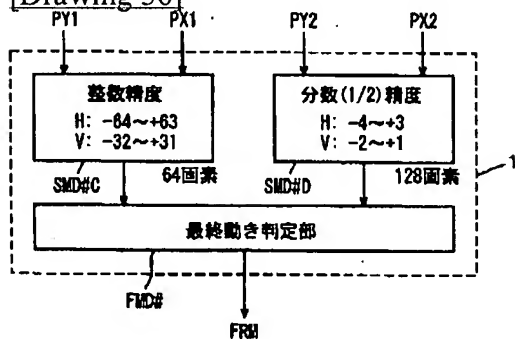 [Drawing 50]
PY1 PX1 PY2 PX2
整数精度
H: -64~+63
V: -32~+31
分数(1/2)精度
H: -4~+3
V: -2~+1
SMD#C 64画素 SMD#D 128画素
1
最終動き判定部
FMD#
FRM